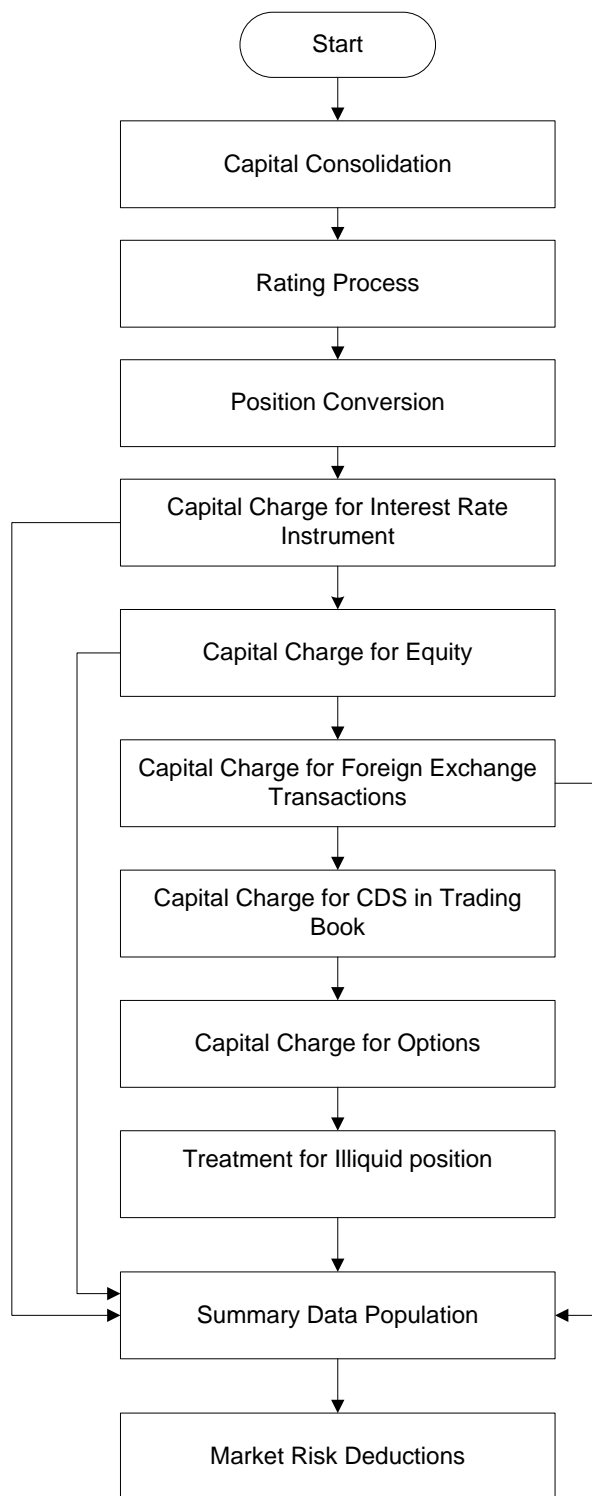 Start
Capital Consolidation
Rating Process
Position Conversion
Capital Charge for Interest Rate
Instrument
Capital Charge for Equity
Capital Charge for Foreign Exchange
Transactions
Capital Charge for CDS in Trading
Book
Capital Charge for Options
Treatment for Illiquid position
Summary Data Population
Market Risk Deductions